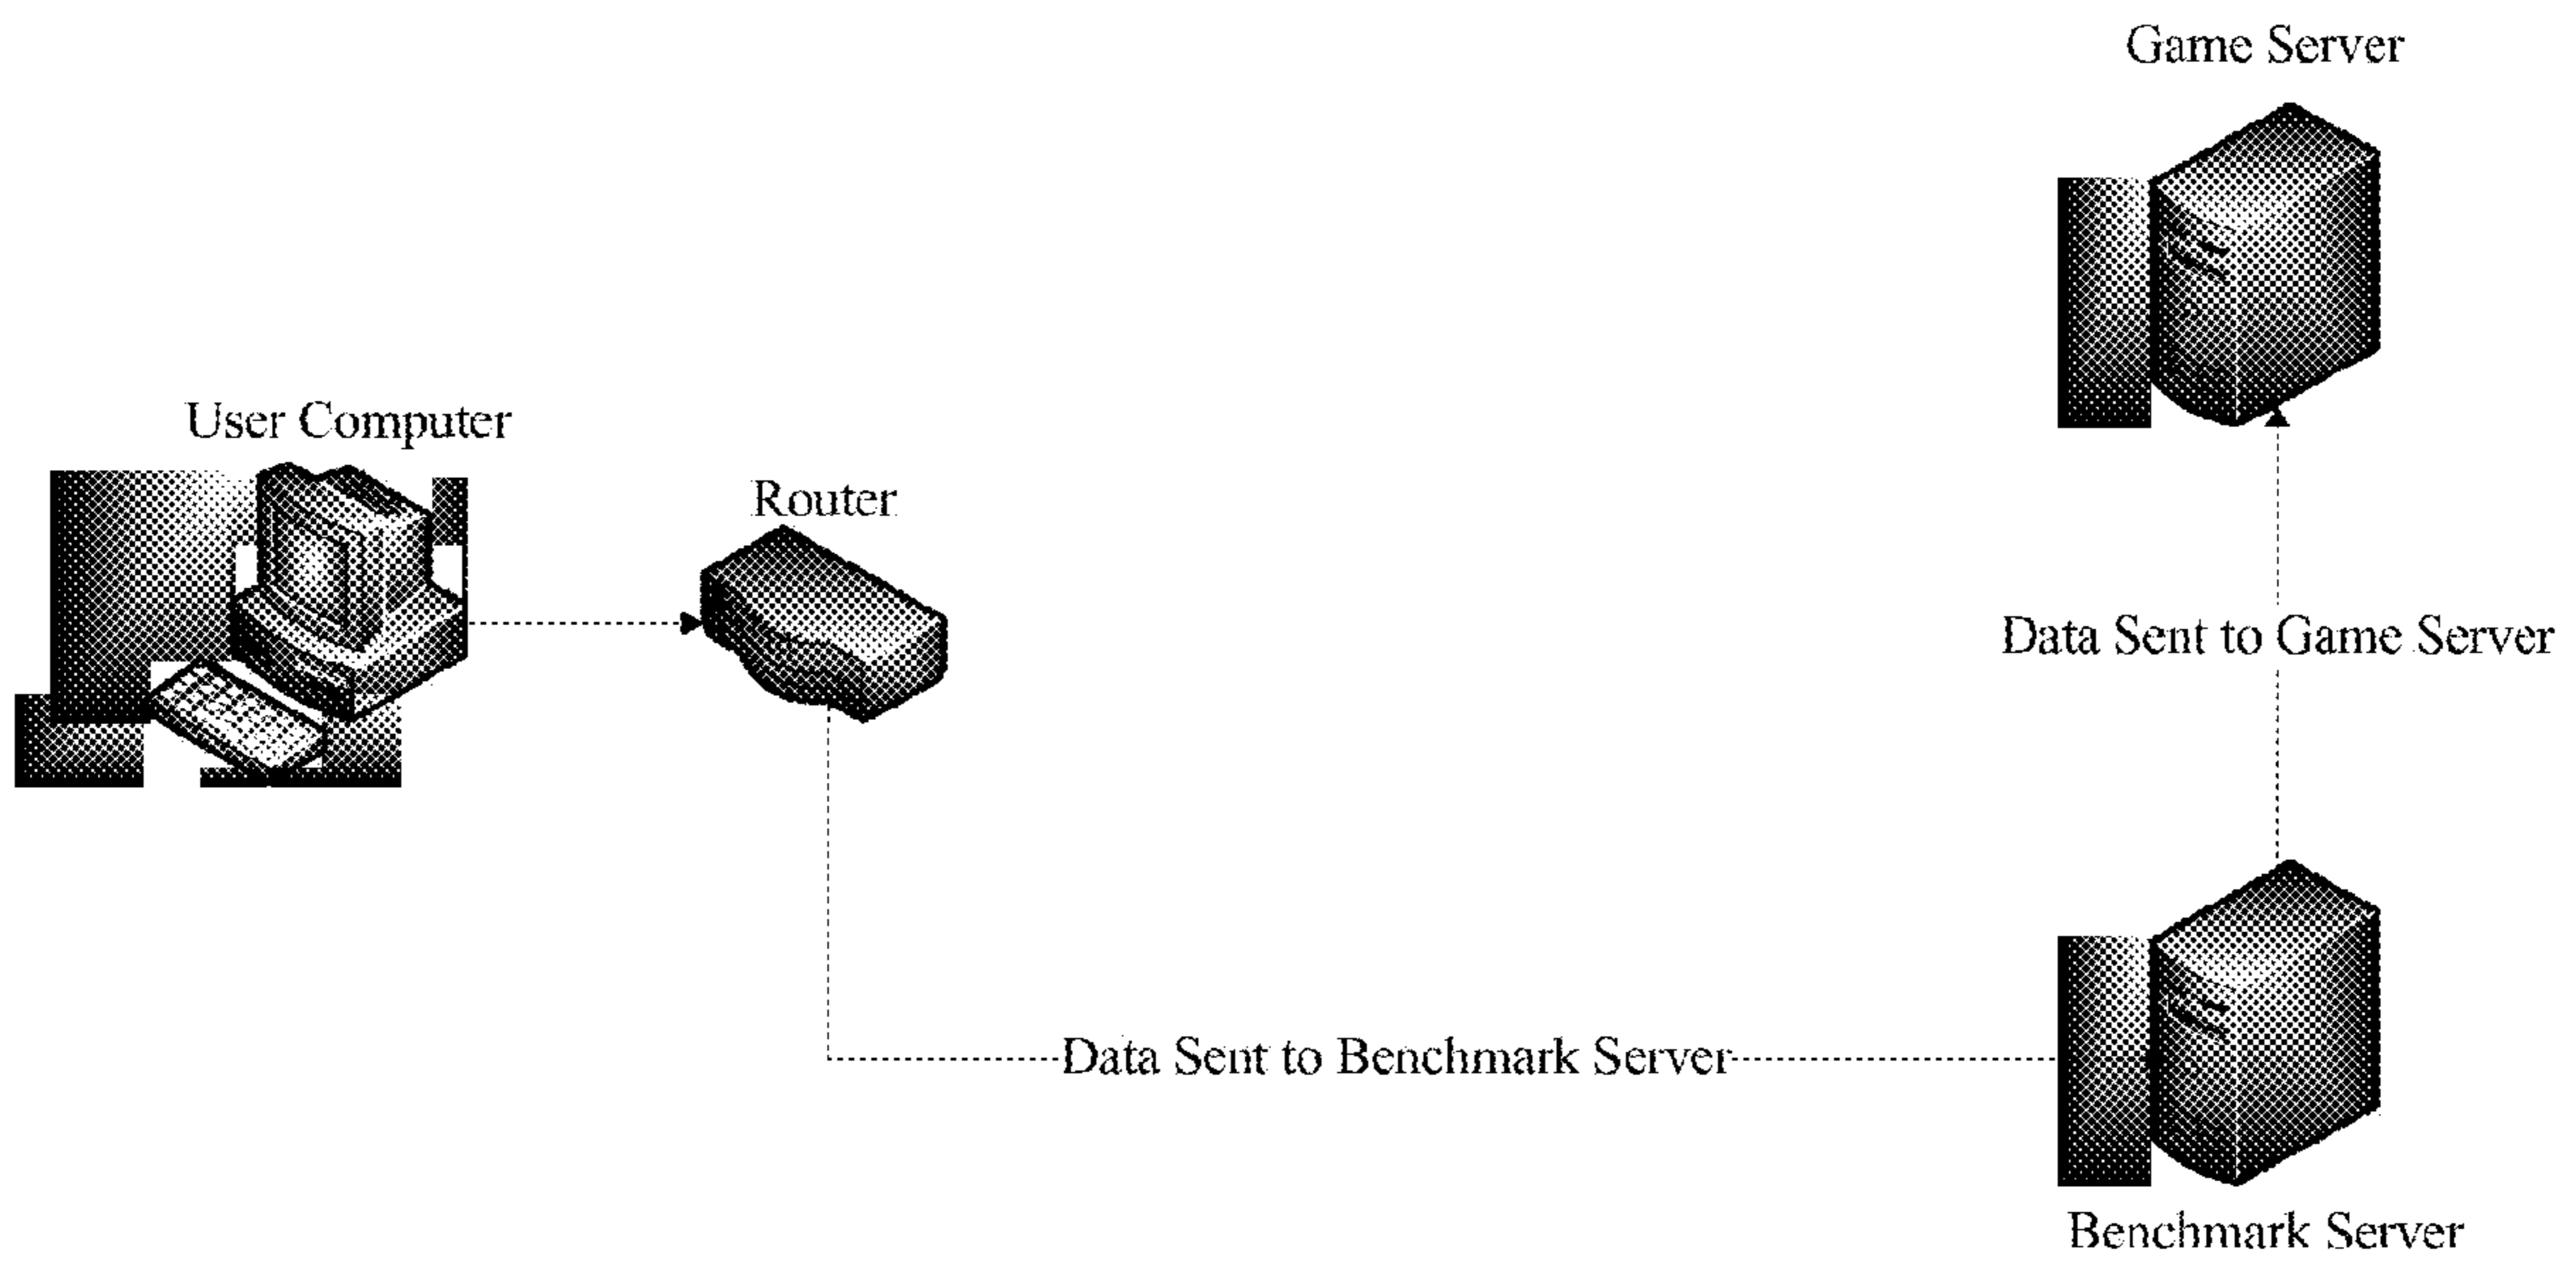 Game Server
User Computer
Router
Data Sent to Game Server
Data Sent to Benchmark Server
Benchmark Server